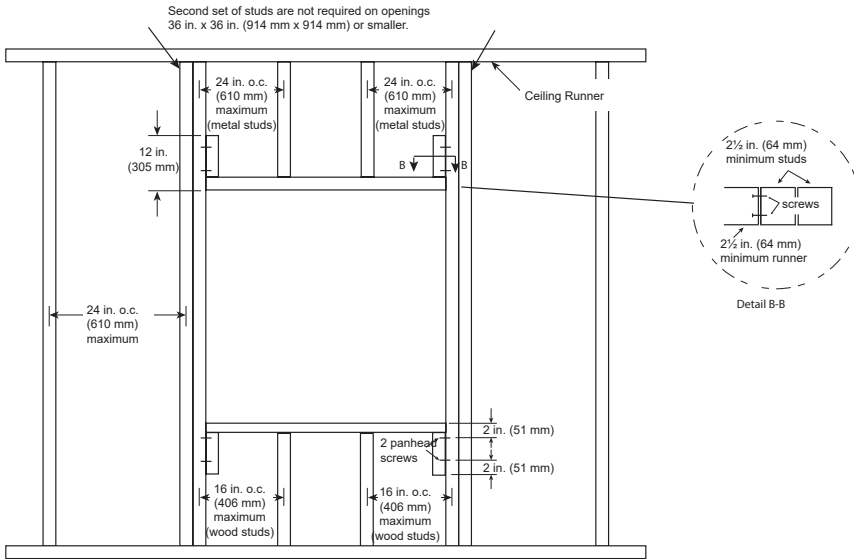 Second set of studs are not required on openings
36 in. x 36 in. (914 mm x 914 mm) or smaller.
24 in. o.c.
(610 mm)
maximum
(metal studs)
24 in. o.c.
(610 mm)
maximum
(metal studs)
Ceiling Runner
12 in.
(305 mm)
B
B
2½ in. (64 mm)
minimum studs
screws
2½ in. (64 mm)
minimum runner
Detail B-B
24 in. o.c.
(610 mm)
maximum
2 in. (51 mm)
2 panhead
screws
2 in. (51 mm)
16 in. o.c.
(406 mm)
maximum
(wood studs)
16 in. o.c.
(406 mm)
maximum
(wood studs)